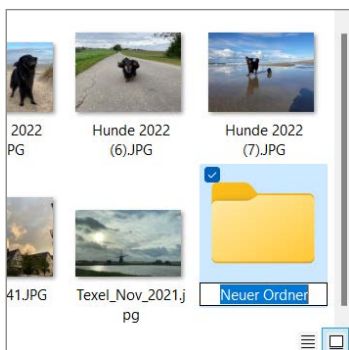 2022 Hunde 2022 Hunde 2022
PG (6).JPG (7).JPG
41.JPG Texel_Nov_2021.j Neuer Ordner
pg